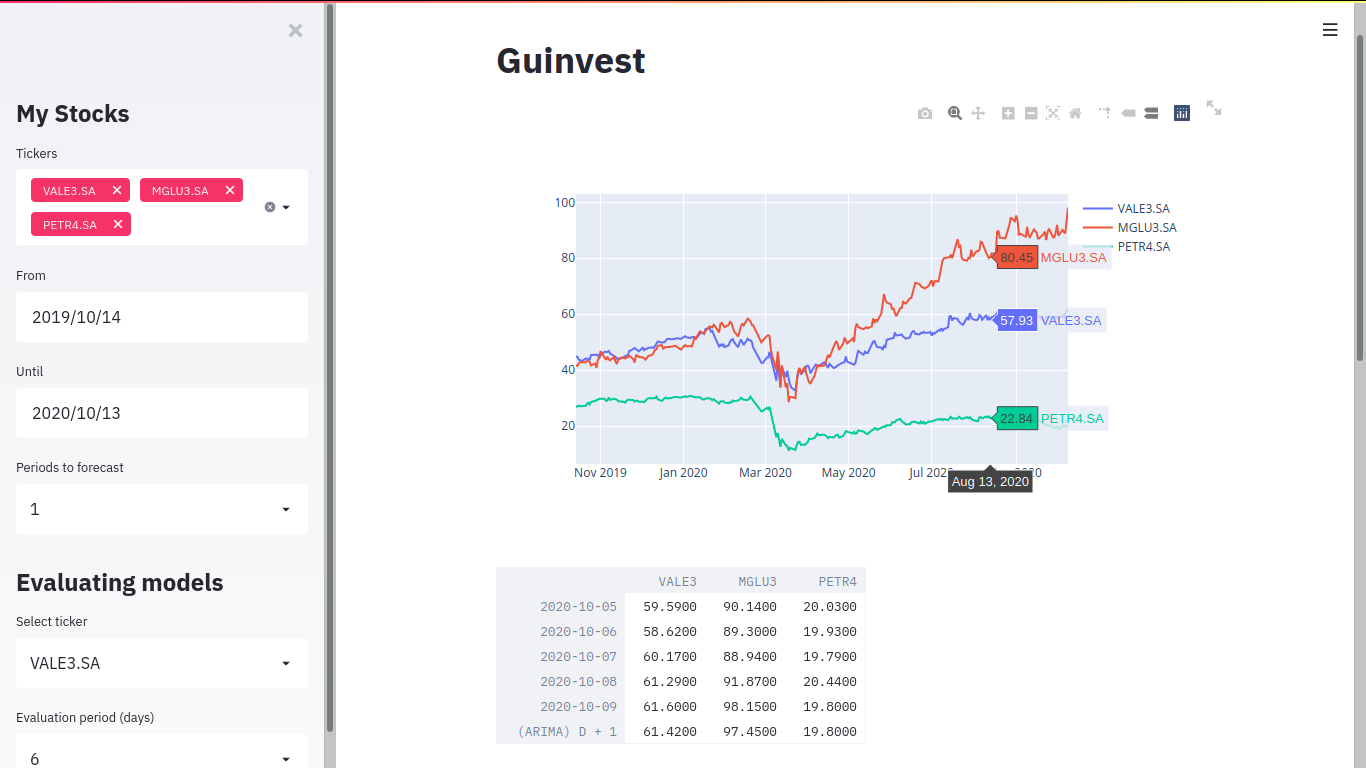 My Stocks
Tickers
VALE3.SA
MGLU3.SA
PETR4.SA
From
2019/10/14
Until
2020/10/13
Periods to forecast
1
Evaluating models
Select ticker
VALE3.SA
Evaluation period (days)
6
Guinvest
100
80
60
40
20
Nov 2019 Jan 2020 Mar 2020 May 2020 Jul 2020
VALE3.SA
MGLU3.SA
PETR4.SA
80.45 MGLU3.SA
57.93 VALE3.SA
22.84 PETR4.SA
Aug 13, 2020
VALE3 MGLU3 PETR4
2020-10-05 59.5900 90.1400 20.0300
2020-10-06 58.6200 89.3000 19.9300
2020-10-07 60.1700 88.9400 19.7900
2020-10-08 61.2900 91.8700 20.4400
2020-10-09 61.6000 98.1500 19.8000
(ARIMA) D + 1 61.4200 97.4500 19.8000